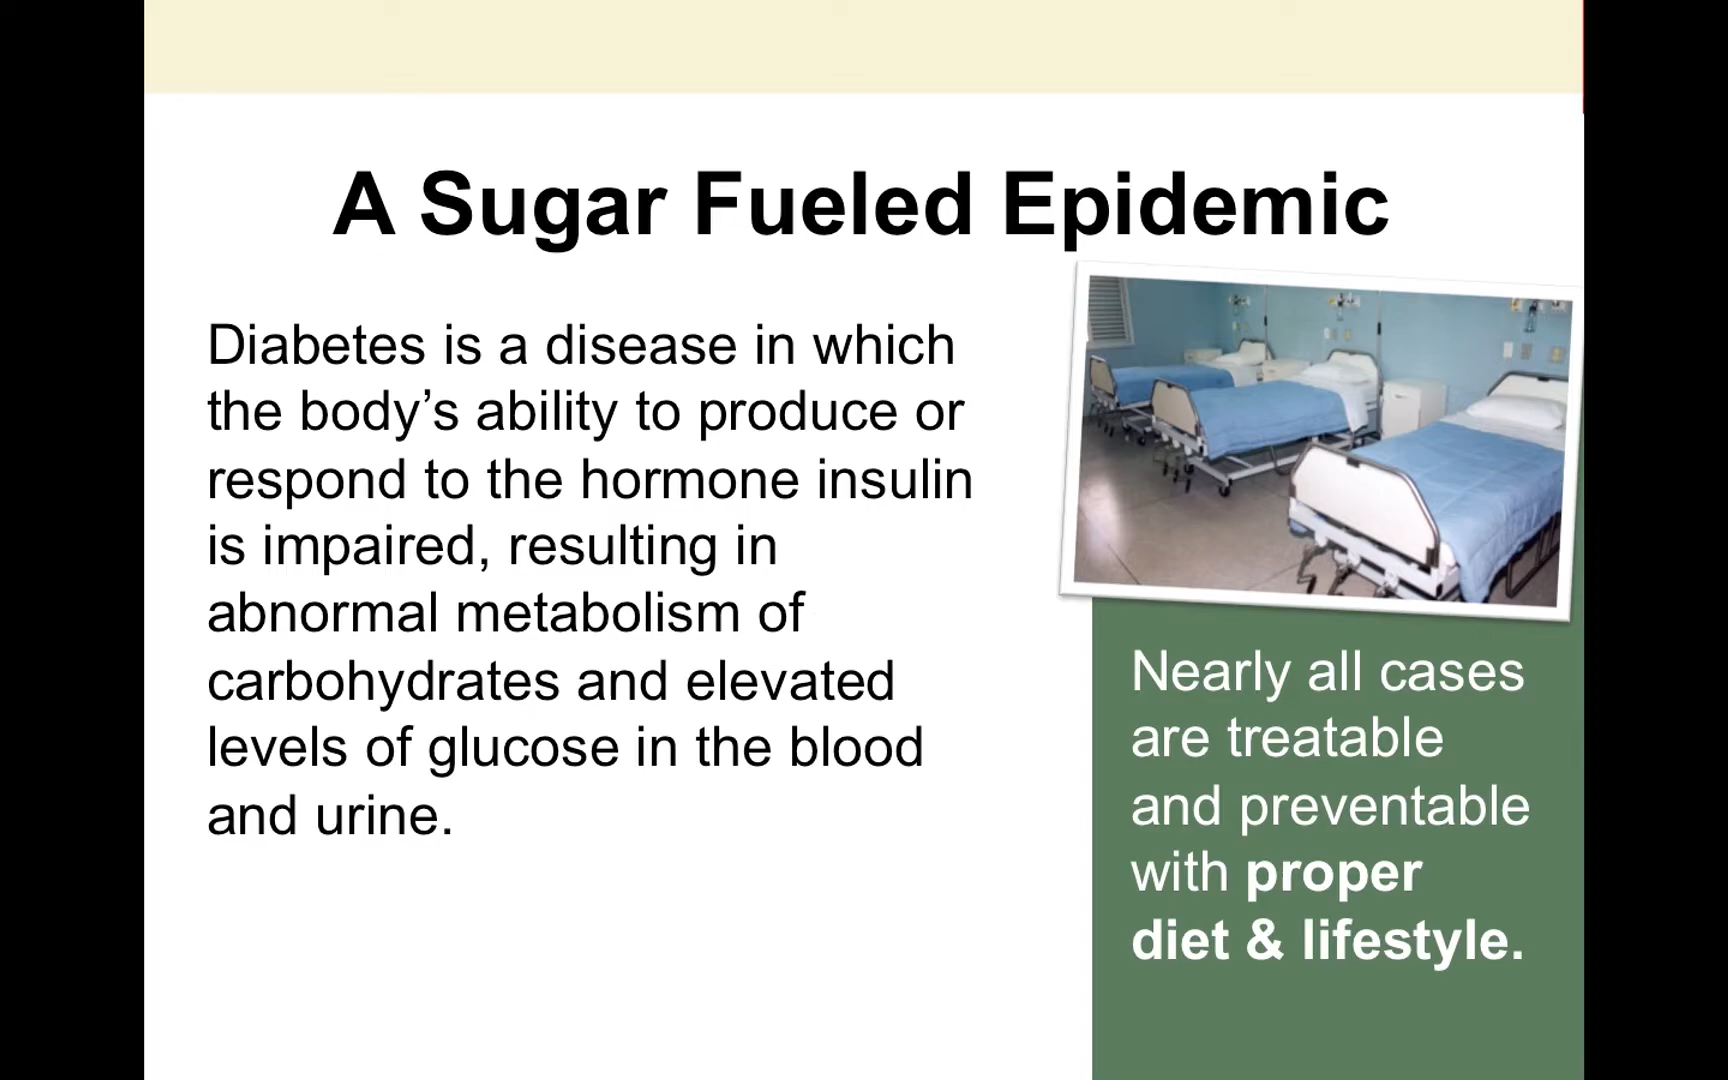 A Sugar Fueled Epidemic
Diabetes is a disease in which
the body’s ability to produce or
respond to the hormone insulin
is impaired, resulting in
abnormal metabolism of
carbohydrates and elevated
levels of glucose in the blood
and urine.
Nearly all cases
are treatable
and preventable
with proper
diet & lifestyle.